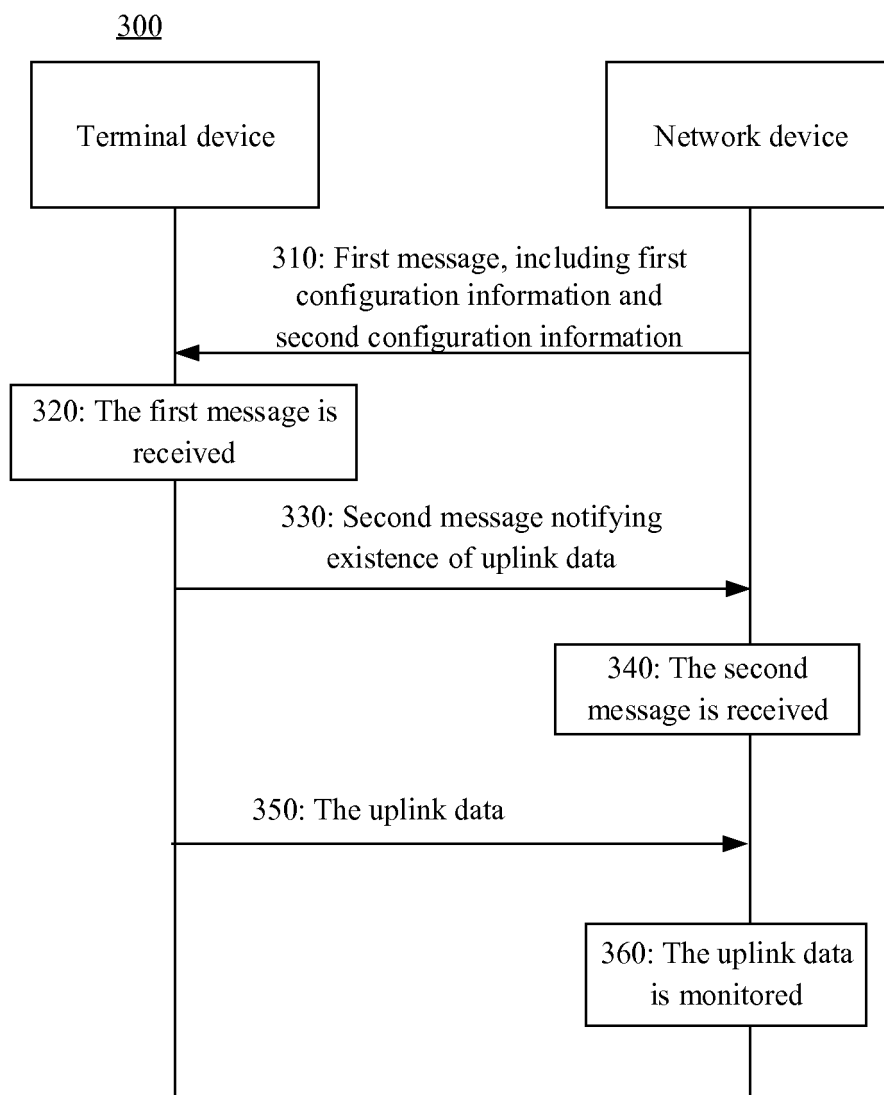 300
Terminal device
Network device
310: First message, including first
configuration information and
second configuration information
320: The first message is
received
330: Second message notifying
existence of uplink data
340: The second
message is received
350: The uplink data
360: The uplink data
is monitored